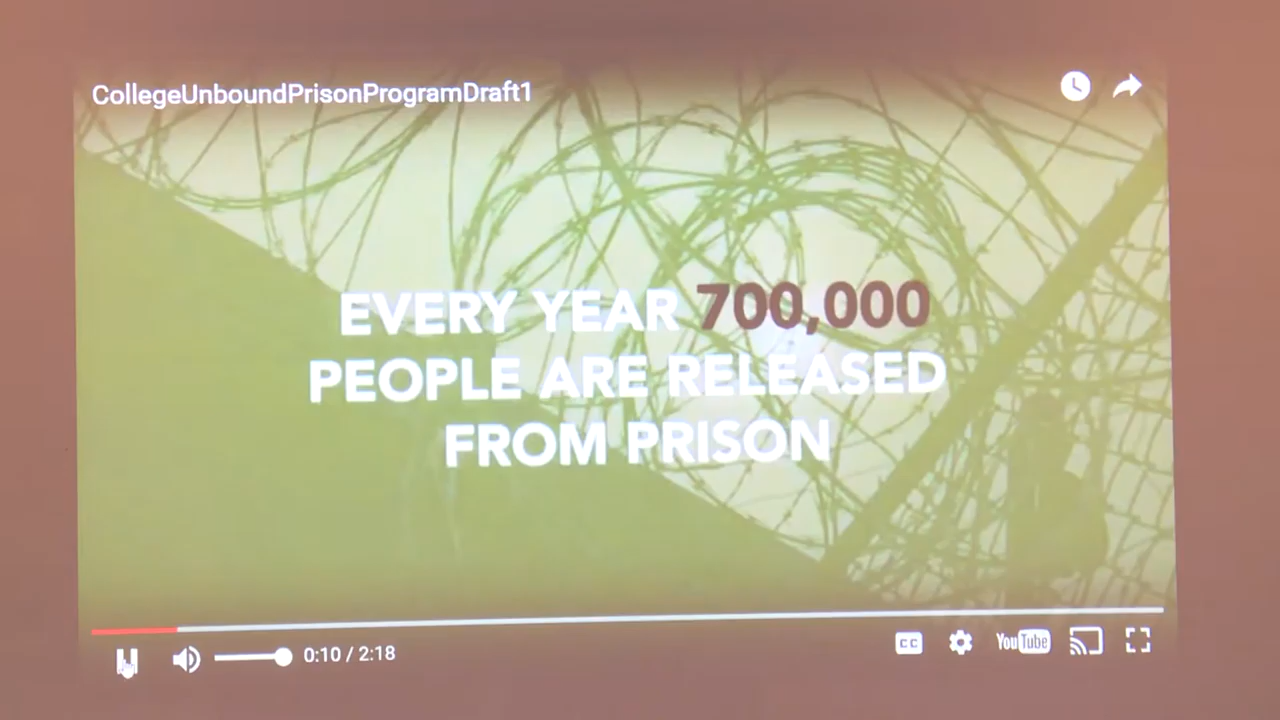 CollegeUnboundPrisonProgramDraft1
EVERY YEAR 700,000
PEOPLE ARE RELEASED
FROM PRISON
0:10 / 2:18
CC
YouTube